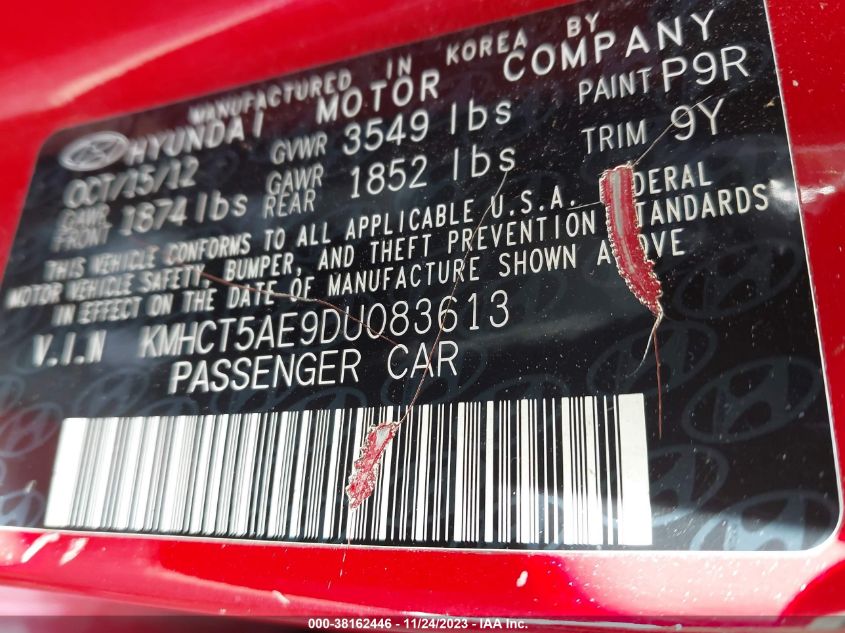 MANUFACTURED IN KOREA BY
HYUNDAI MOTOR COMPANY
OCT/15/12 GVWR 3549 lbs PAINT P9R
GAWR FRONT 1874 lbs GAWR REAR 1852 lbs TRIM 9Y
THIS VEHICLE CONFORMS TO ALL APPLICABLE U.S.A. DERAL
MOTOR VEHICLE SAFETY, BUMPER, AND THEFT PREVENTION STANDARDS
IN EFFECT ON THE DATE OF MANUFACTURE SHOWN ABOVE
V.I.N KMHCT5AE9DU083613
PASSENGER CAR
000-38162446 - 11/24/2023 - IAA Inc.